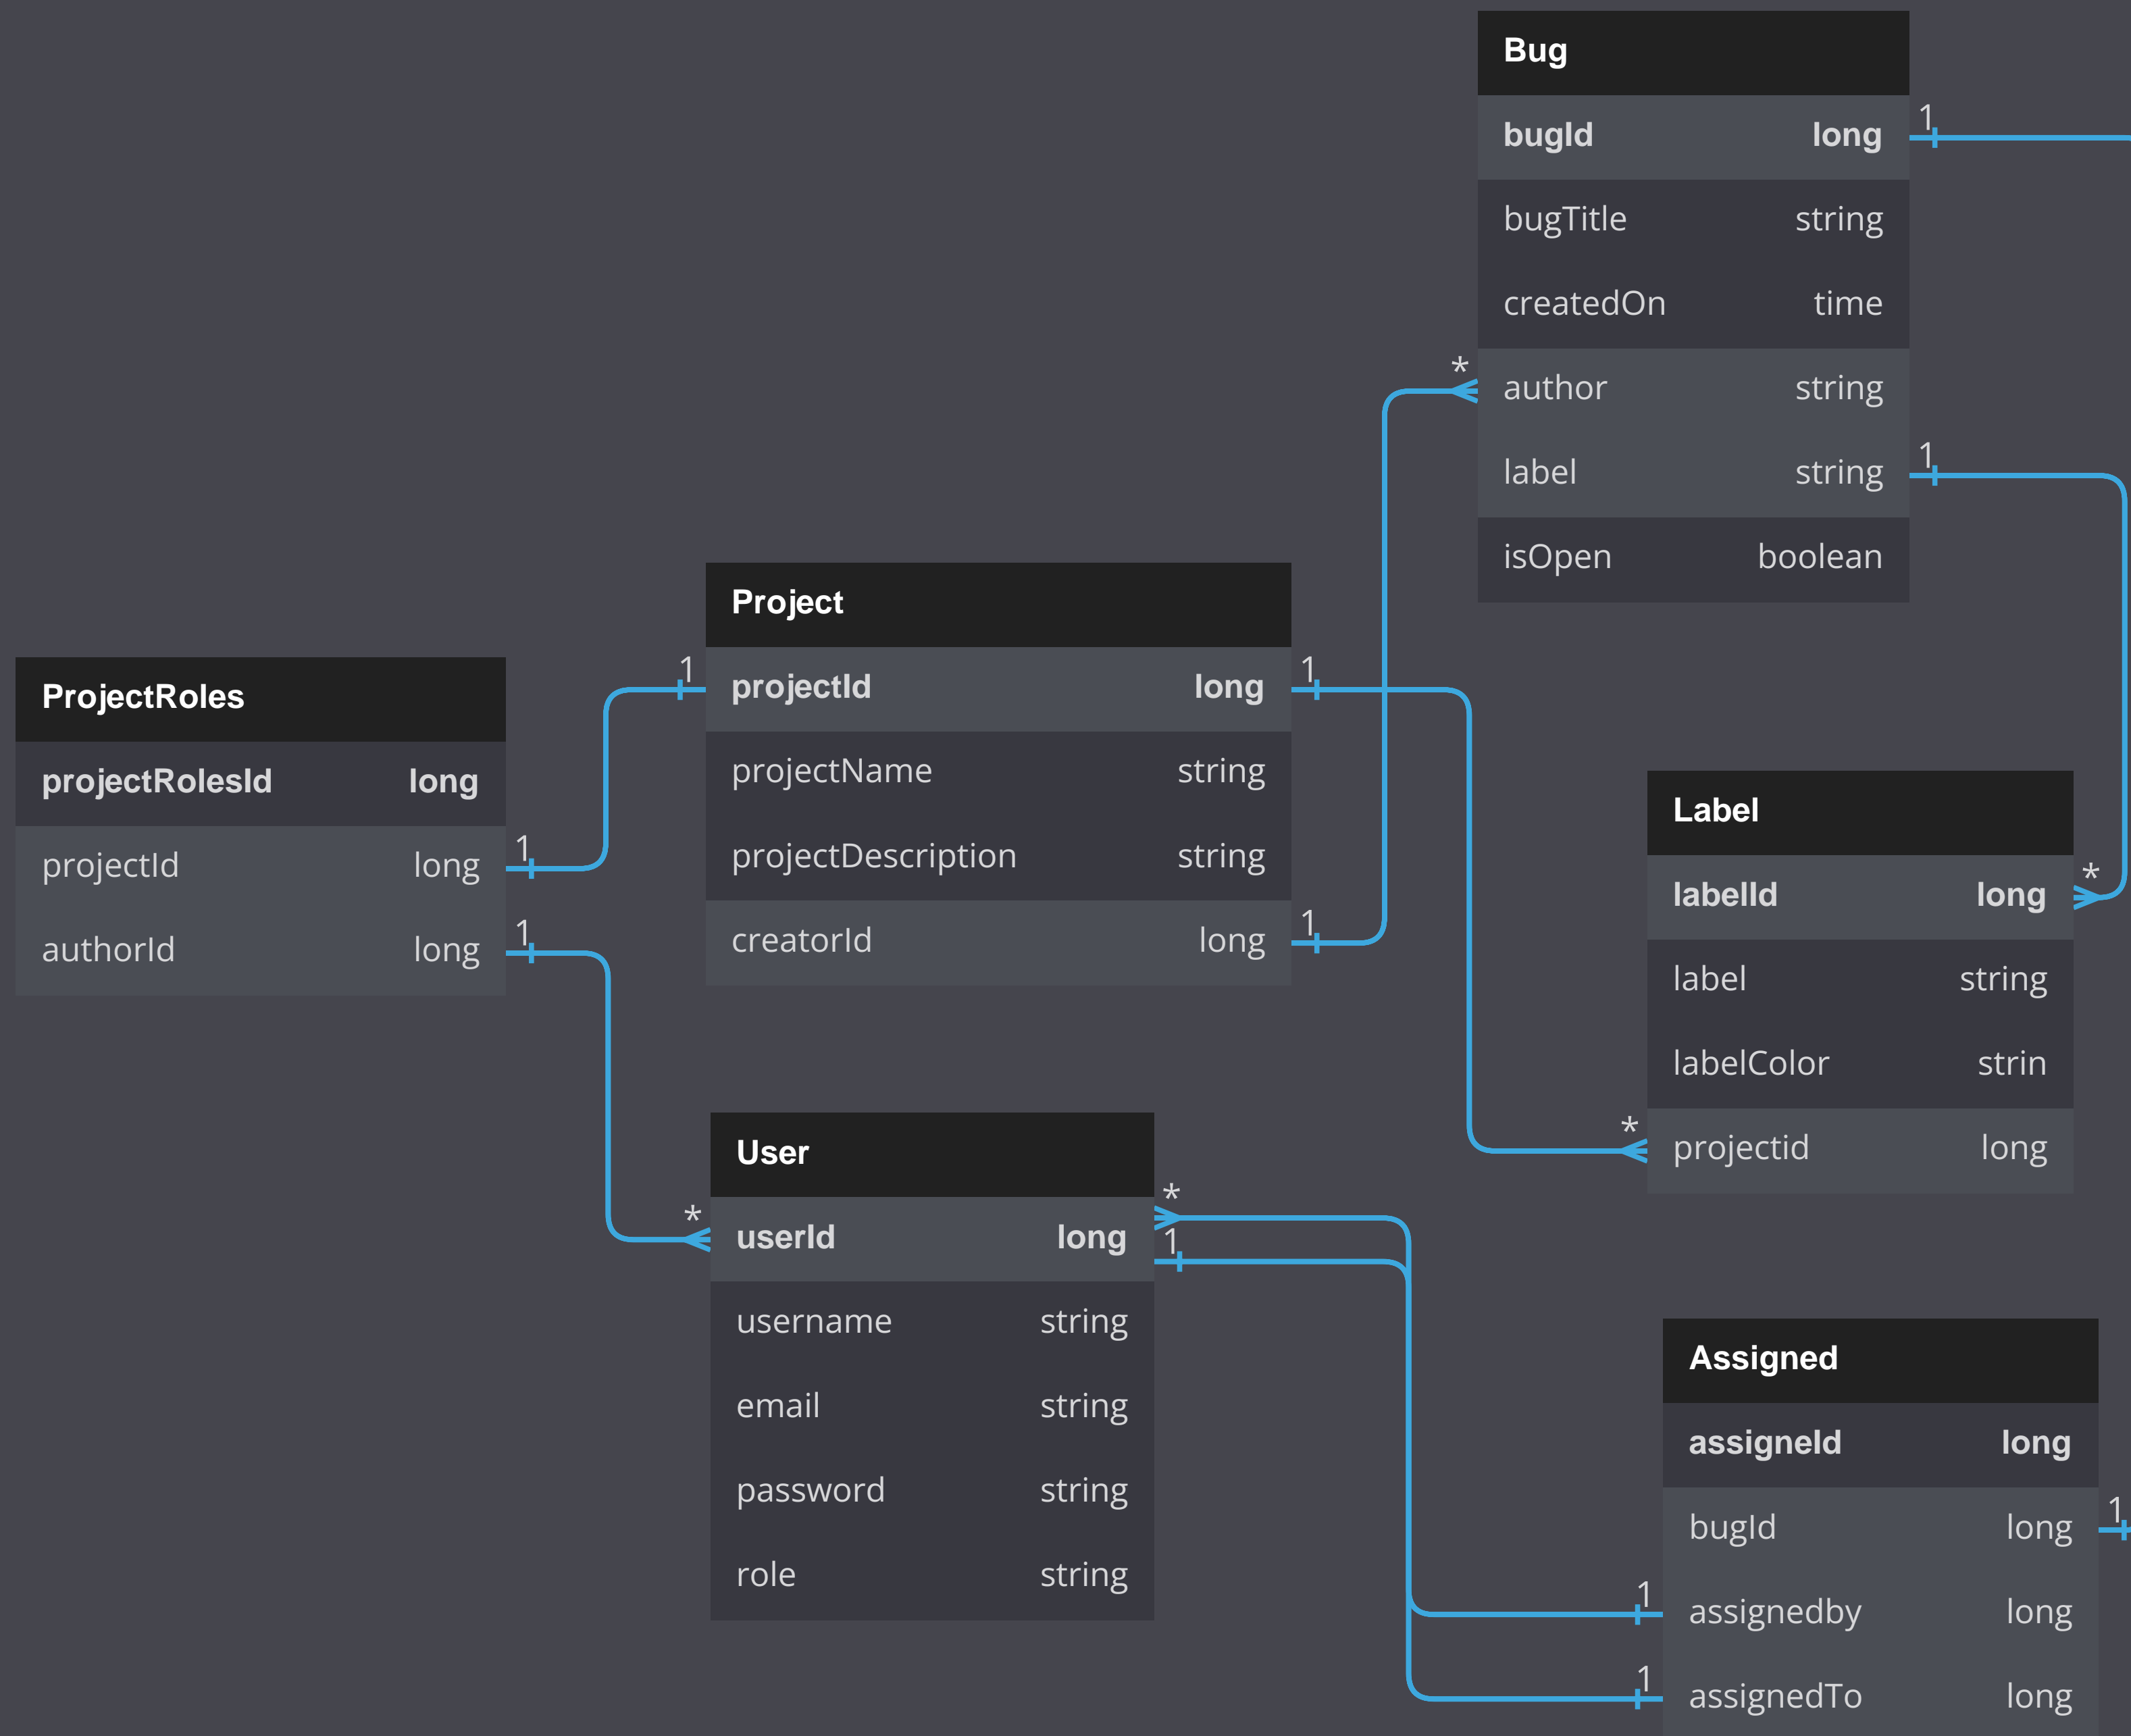 Bug
bugId long
bugTitle string
createdOn time
author string
label string
isOpen boolean
1
*
1
Project
projectId long
projectName string
projectDescription string
creatorId long
1
1
1
ProjectRoles
projectRolesId long
projectId long
authorId long
1
1
Label
labelId long
label string
labelColor strin
projectid long
*
*
User
userId long
username string
email string
password string
role string
*
*
1
Assigned
assigneId long
bugId long
assignedby long
assignedTo long
1
1
1